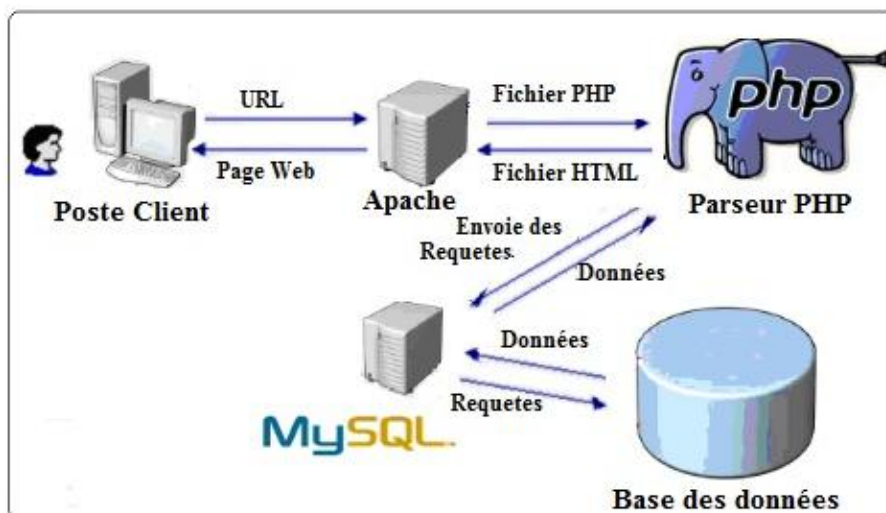 URL
Page Web
Poste Client
Apache
Fichier PHP
Fichier HTML
php
Parseur PHP
Envoie des
Requetes
Données
Données
Requetes
MySQL
Base des données